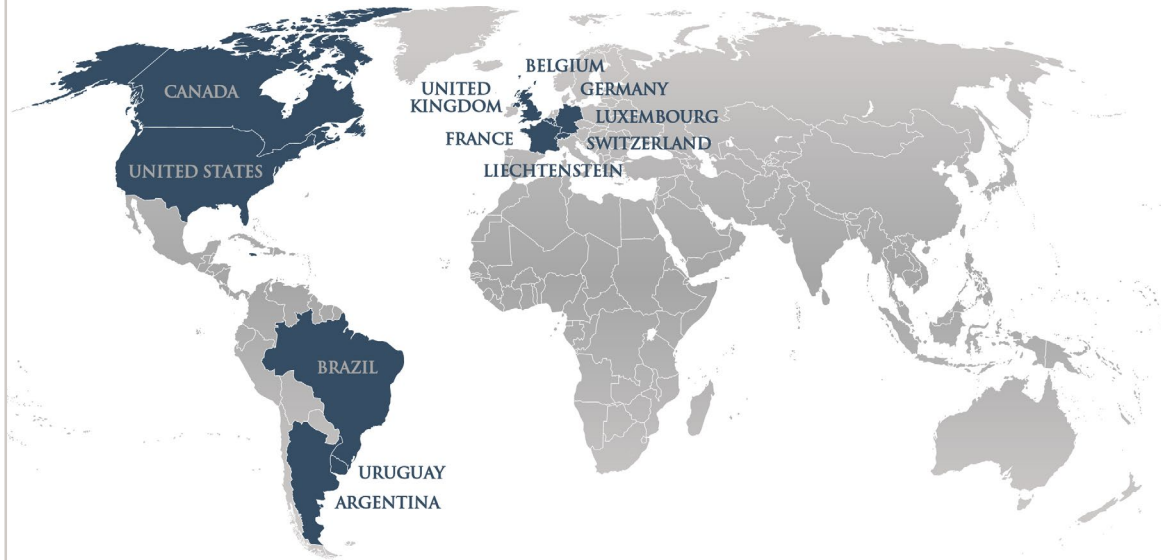 BELGIUM
UNITED
KINGDOM
GERMANY
CANADA
LUXEMBOURG
FRANCE
SWITZERLAND
UNITED STATES
LIECHTENSTEIN
BRAZIL
URUGUAY
ARGENTINA